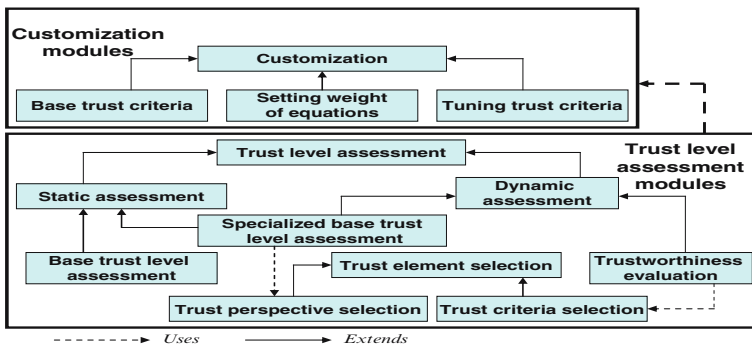 Customization
modules
Customization
Base trust criteria
Setting weight
of equations
Tuning trust criteria
Trust level
assessment
modules
Trust level assessment
Static assessment
Dynamic
assessment
Specialized base trust
level assessment
Base trust level
assessment
Trust element selection
Trustworthiness
evaluation
Trust perspective selection
Trust criteria selection
Uses
Extends